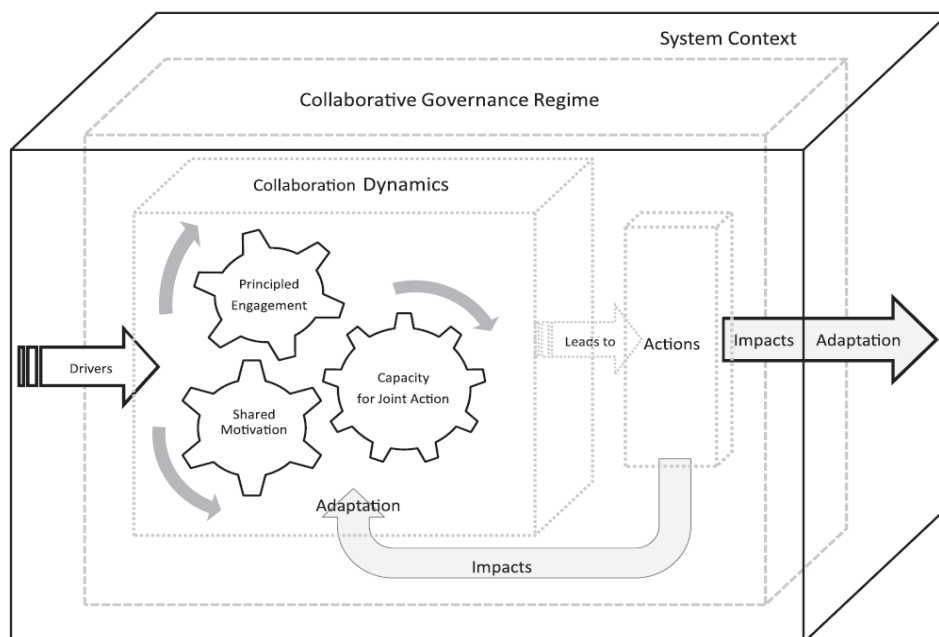 System Context
Collaborative Governance Regime
Collaboration Dynamics
Principled
Engagement
Drivers
Leads to
Actions
Impacts
Adaptation
Capacity
for Joint Action
Shared
Motivation
Adaptation
Impacts